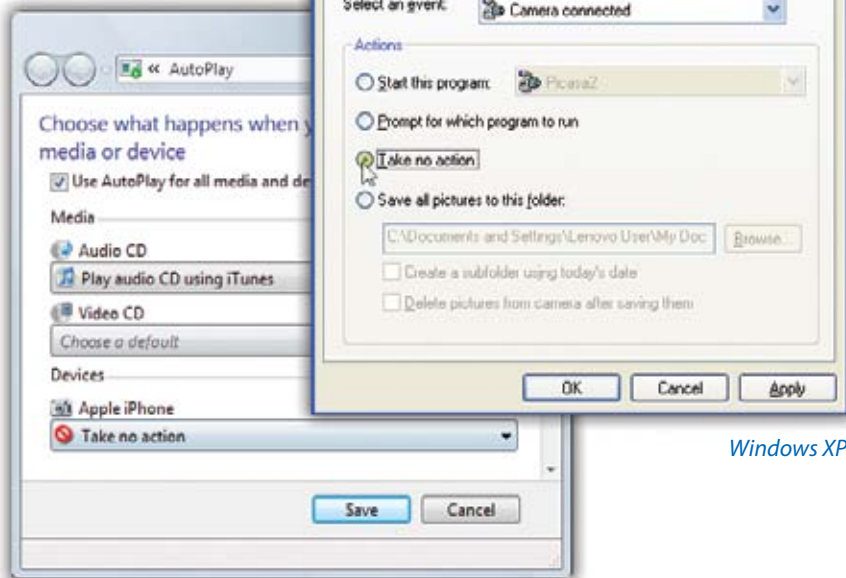 Select an event:
Camera connected
Actions
Start this program:
Picasa2
Prompt for which program to run
Take no action
Save all pictures to this folder:
C:\Documents and Settings\Lenovo User\My Doc
Browse...
Create a subfolder using today's date
Delete pictures from camera after saving them
OK
Cancel
Apply
Windows XP
« AutoPlay
Choose what happens when y
media or device
Use AutoPlay for all media and de
Media
Audio CD
Play audio CD using iTunes
Video CD
Choose a default
Devices
Apple iPhone
Take no action
Save
Cancel